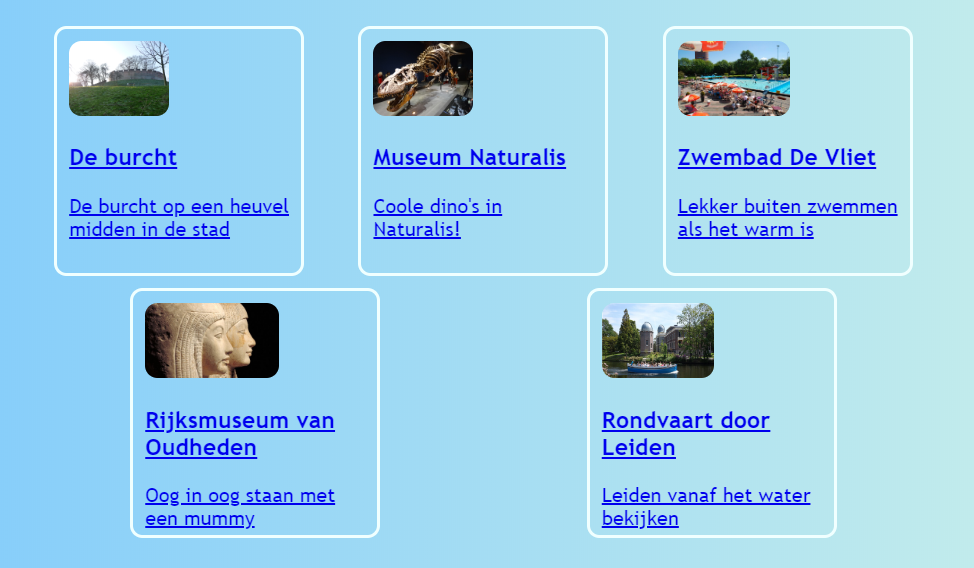 De burcht
De burcht op een heuvel
midden in de stad
Museum Naturalis
Coole dino's in
Naturalis!
Zwembad De Vliet
Lekker buiten zwemmen
als het warm is
Rijksmuseum van
Oudheden
Oog in oog staan met
een mummy
Rondvaart door
Leiden
Leiden vanaf het water
bekijken